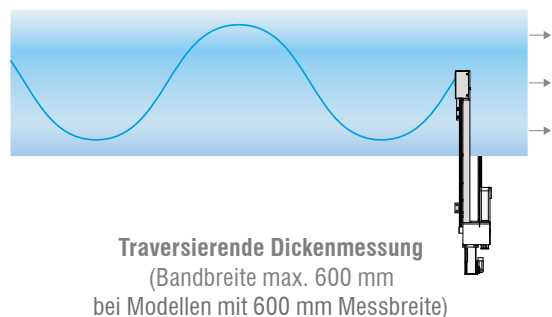 Traversierende Dickenmessung
(Bandbreite max. 600 mm
bei Modellen mit 600 mm Messbreite)